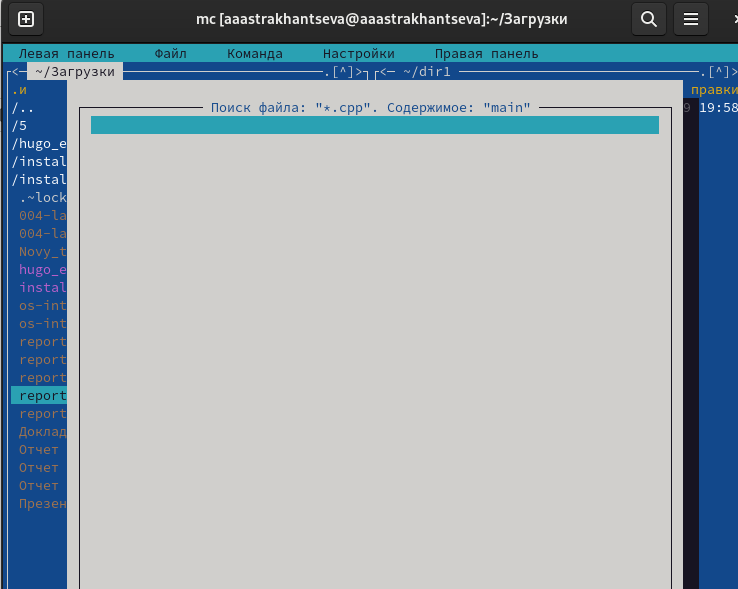 mc [aaastrakhantseva@aaastrakhantseva]:~/Загрузки
Левая панель Файл Команда Настройки Правая панель
<— ~/Загрузки .[^]> <— ~/dir1 .[^]>
.и правки
/..
9 19:58
Поиск файла: "*.cpp". Содержимое: "main"
/5
/hugo_e
/instal
/instal
.~lock
004-la
004-la
Novy_t
hugo_e
instal
os-int
os-int
report
report
report
report
report
Доклад
Отчет
Отчет
Отчет
Презен